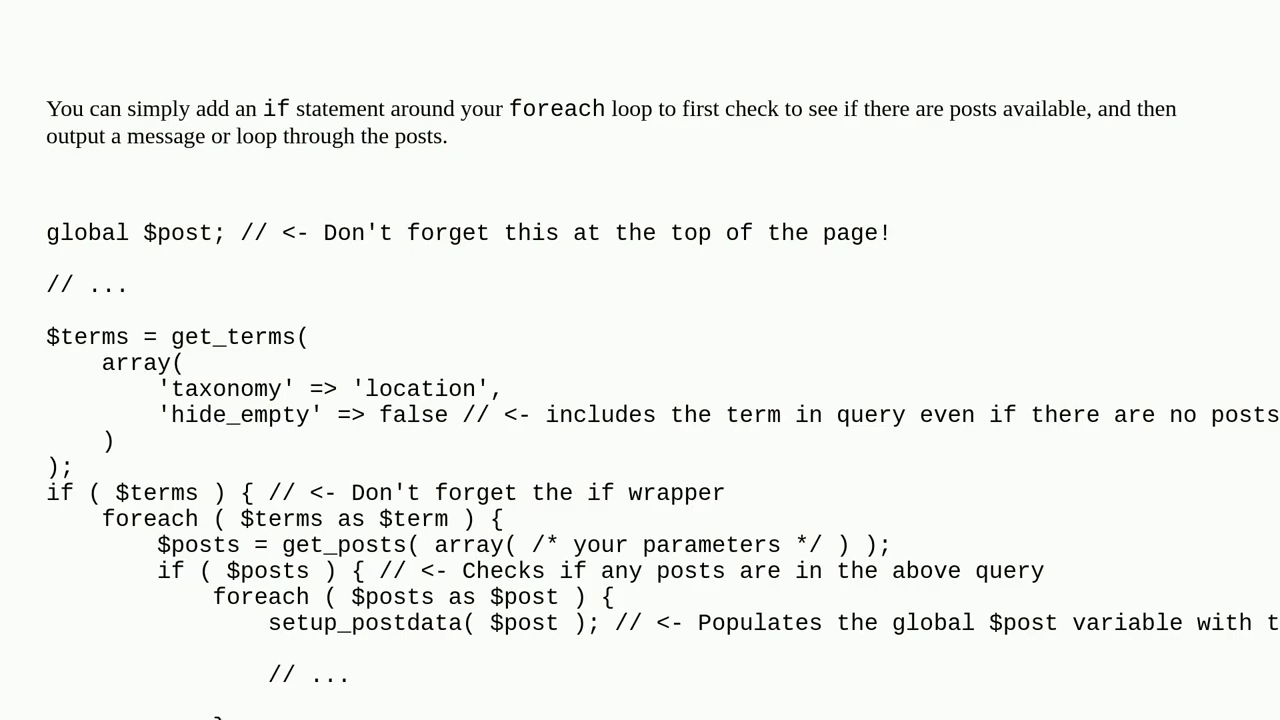 You can simply add an if statement around your foreach loop to first check to see if there are posts available, and then
output a message or loop through the posts.
global $post; // <- Don't forget this at the top of the page!
// ...
$terms = get_terms(
    array(
        'taxonomy' => 'location',
        'hide_empty' => false // <- includes the term in query even if there are no posts
    )
);
if ( $terms ) { // <- Don't forget the if wrapper
    foreach ( $terms as $term ) {
        $posts = get_posts( array( /* your parameters */ ) );
        if ( $posts ) { // <- Checks if any posts are in the above query
            foreach ( $posts as $post ) {
                setup_postdata( $post ); // <- Populates the global $post variable with
                // ...